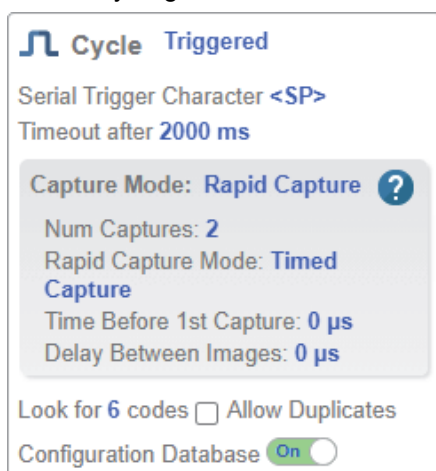 Cycle Triggered
Serial Trigger Character <SP>
Timeout after 2000 ms
Capture Mode: Rapid Capture ?
Num Captures: 2
Rapid Capture Mode: Timed
Capture
Time Before 1st Capture: 0 µs
Delay Between Images: 0 µs
Look for 6 codes Allow Duplicates
Configuration Database On